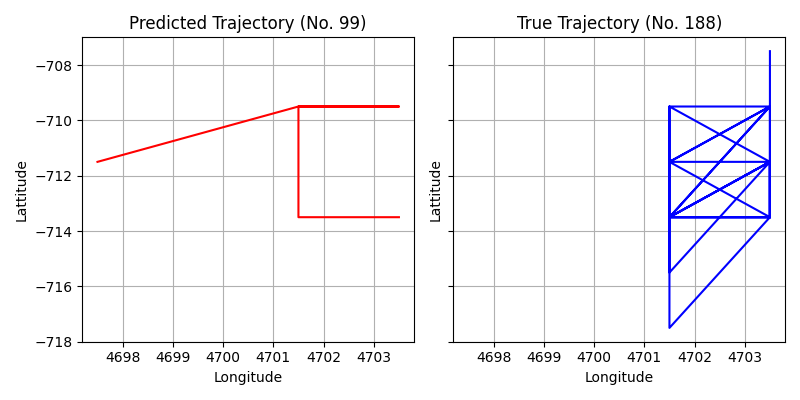 Predicted Trajectory (No. 99)
True Trajectory (No. 188)
−708
−710
−712
−714
−716
−718
Lattitude
Lattitude
4698 4699 4700 4701 4702 4703
4698 4699 4700 4701 4702 4703
Longitude
Longitude